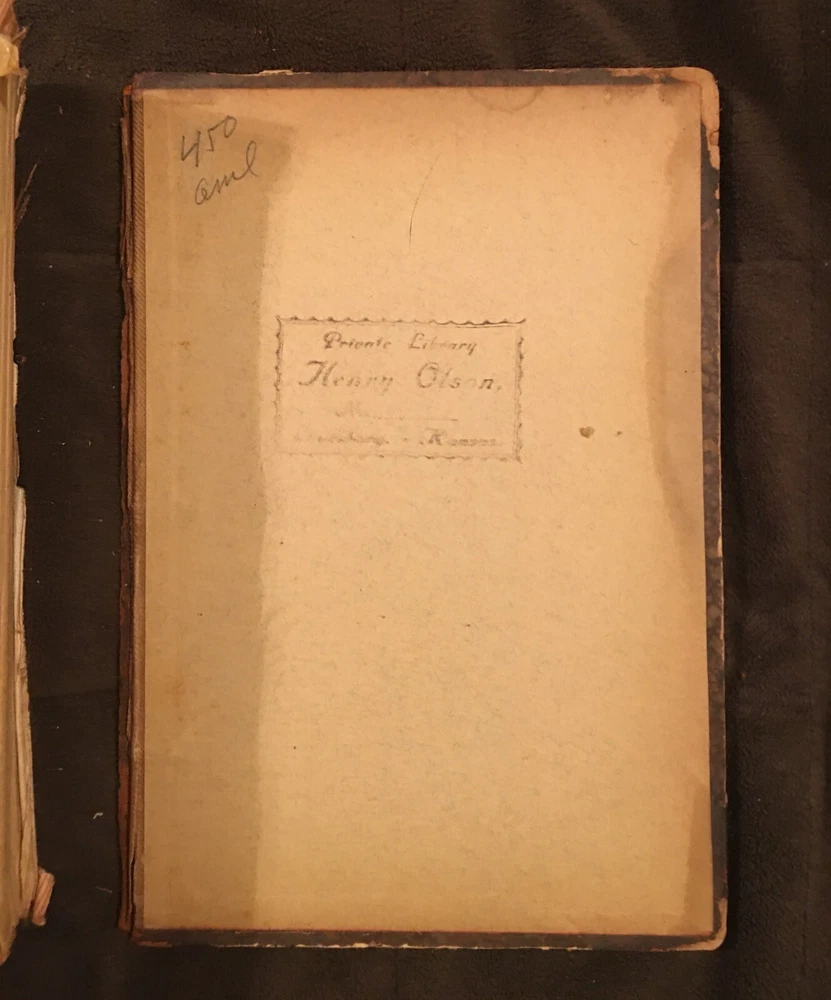 450
aml
Private Library
Henry Olson,
Kansas